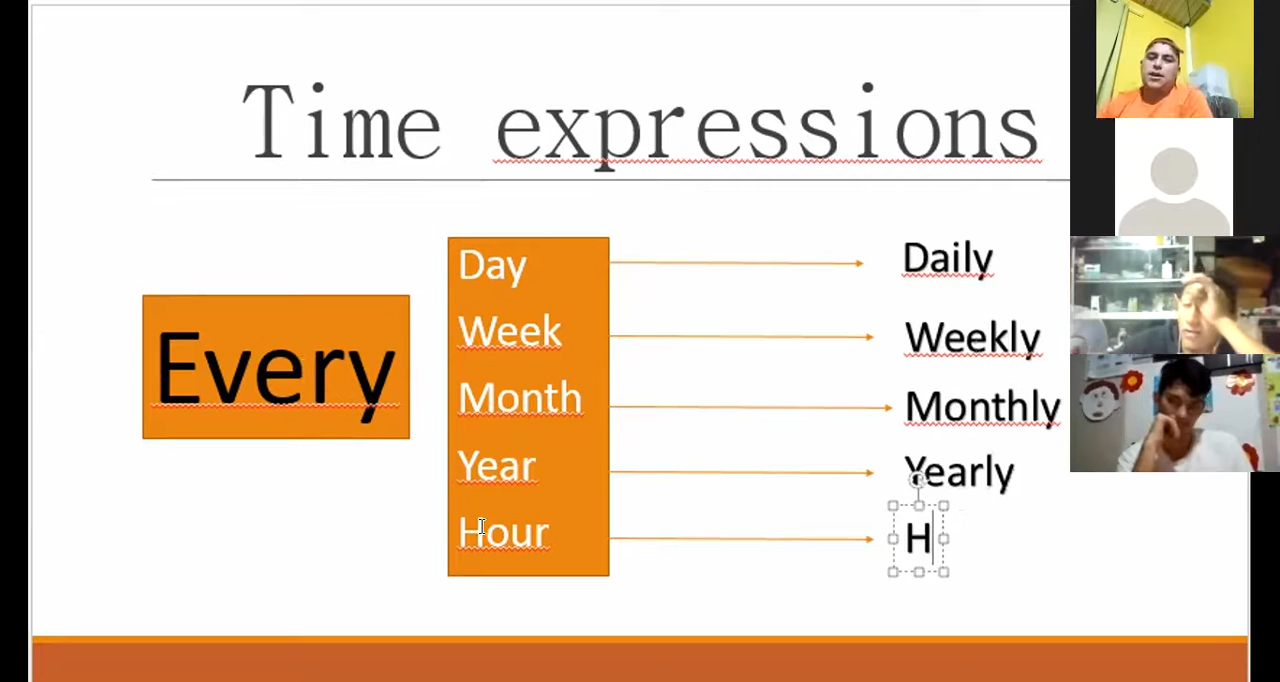 Time expressions
Every
Day
Week
Month
Year
Hour
Daily
Weekly
Monthly
Yearly
H